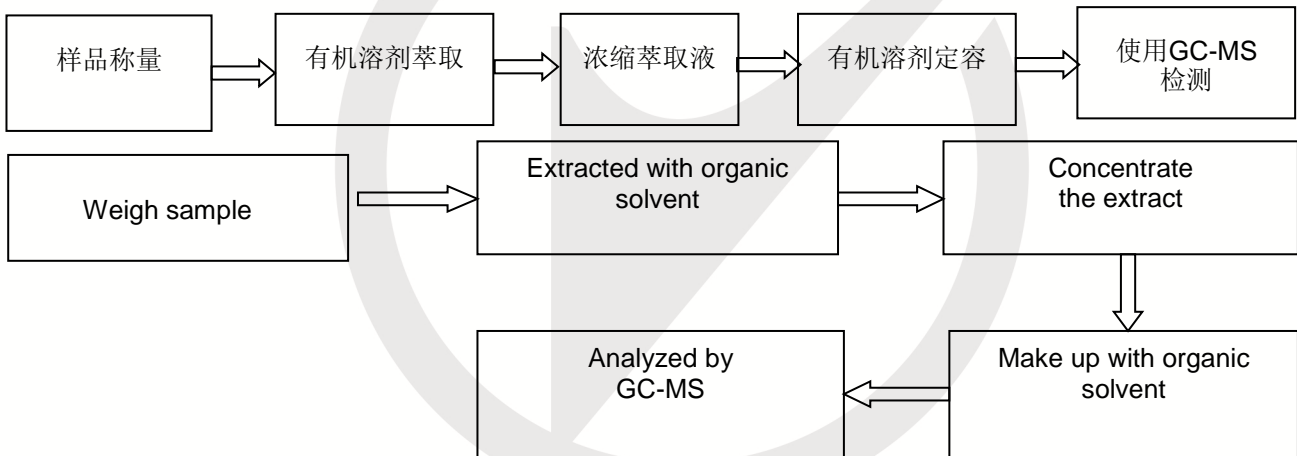 样品称量
有机溶剂萃取
浓缩萃取液
有机溶剂定容
使用GC-MS
检测
Weigh sample
Extracted with organic
solvent
Concentrate
the extract
Make up with organic
solvent
Analyzed by
GC-MS